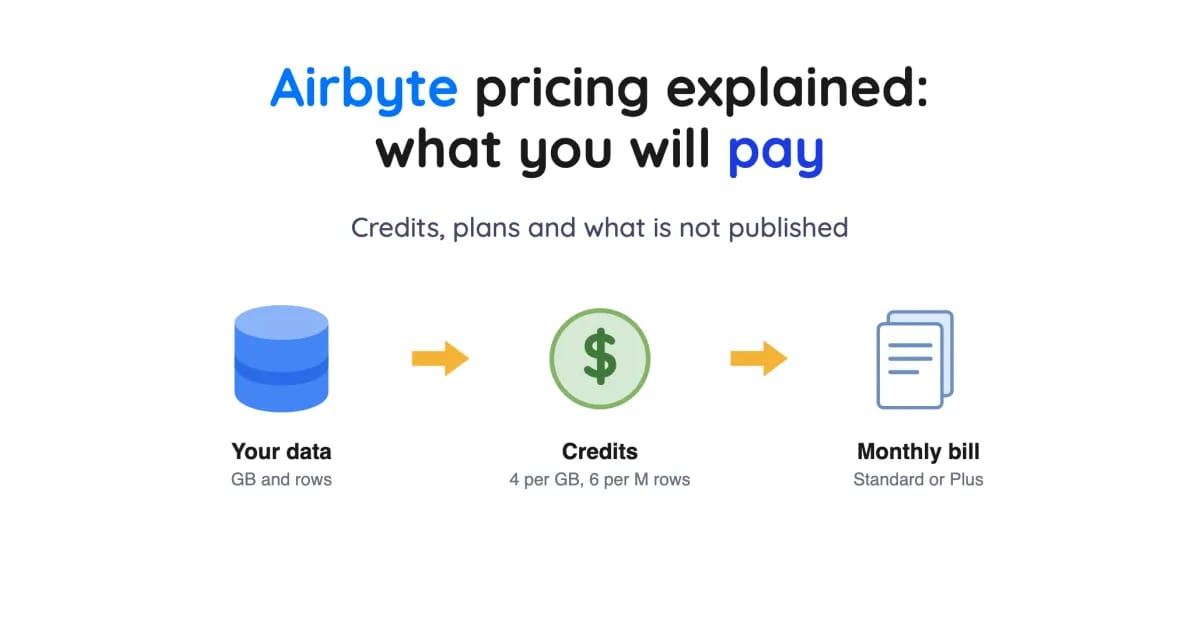 Airbyte pricing explained:
what you will pay
Credits, plans and what is not published
$
Your data
GB and rows
Credits
4 per GB, 6 per M rows
Monthly bill
Standard or Plus